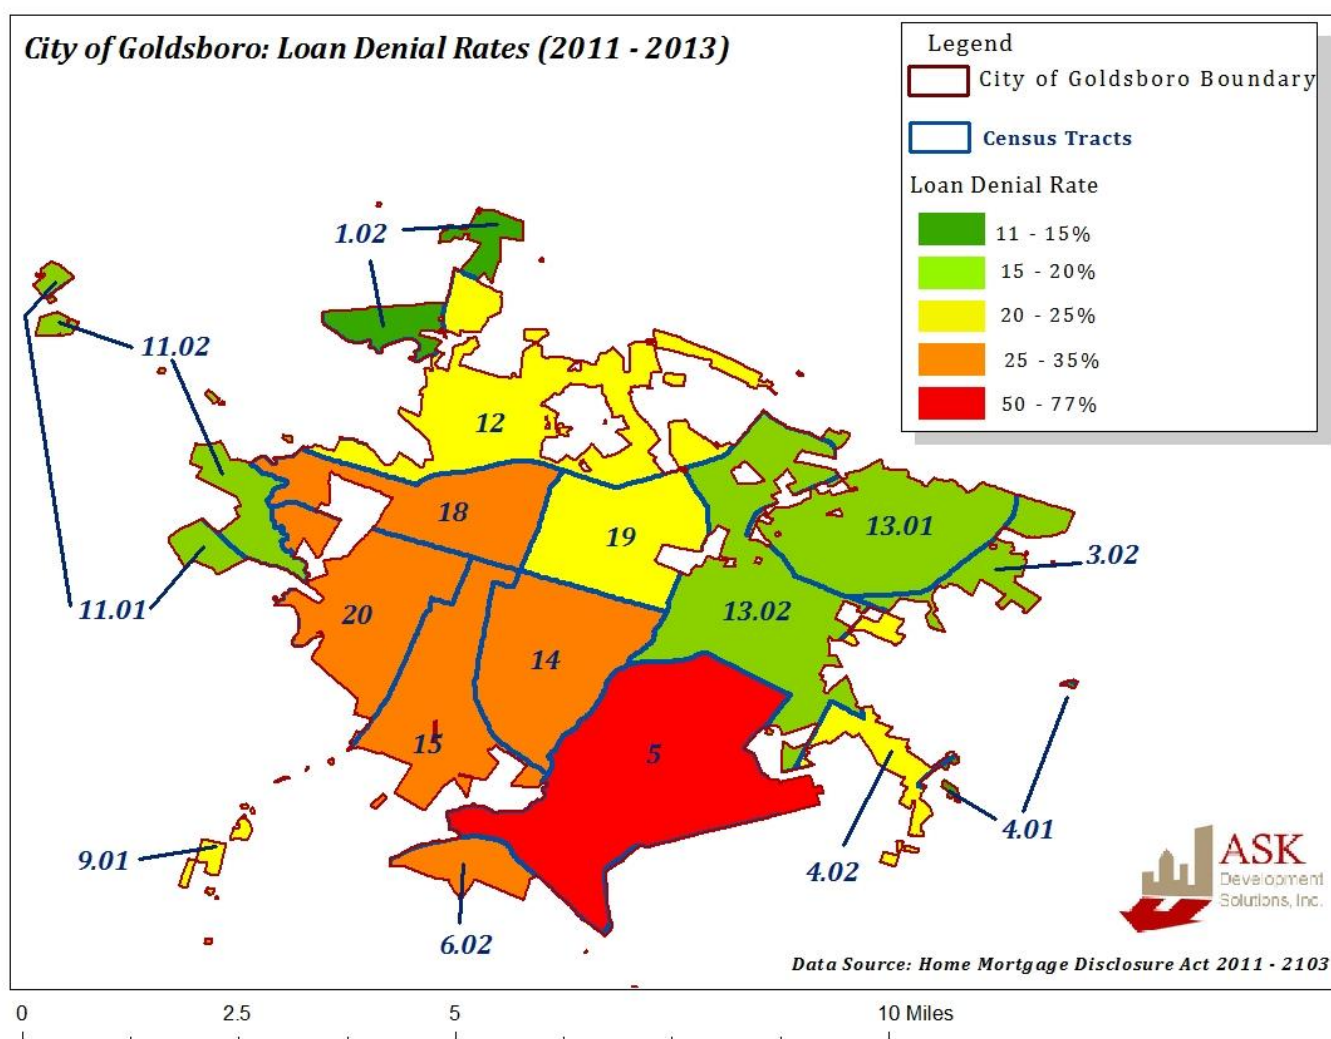 City of Goldsboro: Loan Denial Rates (2011 - 2013)
Legend
City of Goldsboro Boundary
Census Tracts
Loan Denial Rate
11 - 15%
15 - 20%
20 - 25%
25 - 35%
50 - 77%
1.02
11.02
12
18
19
13.01
3.02
11.01
20
13.02
14
15
5
4.01
9.01
4.02
6.02
ASK
Development
Solutions, Inc.
Data Source: Home Mortgage Disclosure Act 2011 - 2103
0 2.5 5 10 Miles